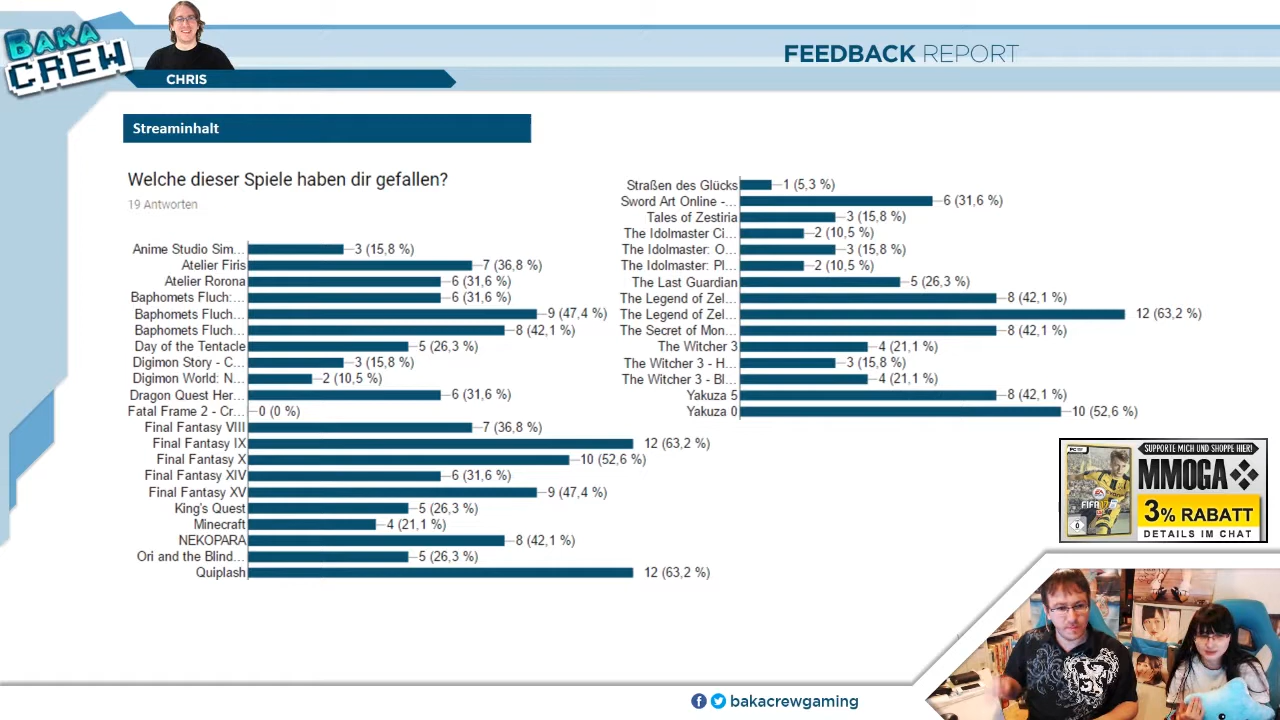 BAKA
CREW
CHRIS
FEEDBACK REPORT
Streaminhalt
Welche dieser Spiele haben dir gefallen?
19 Antworten
Anime Studio Sim... 3 (15,8 %)
Atelier Firis 7 (36,8 %)
Atelier Rorona 6 (31,6 %)
Baphomets Fluch:... 6 (31,6 %)
Baphomets Fluch... 9 (47,4 %)
Baphomets Fluch... 8 (42,1 %)
Day of the Tentacle 5 (26,3 %)
Digimon Story - C... 3 (15,8 %)
Digimon World: N... 2 (10,5 %)
Dragon Quest Her... 6 (31,6 %)
Fatal Frame 2 - Cr... 0 (0 %)
Final Fantasy VIII 7 (36,8 %)
Final Fantasy IX 12 (63,2 %)
Final Fantasy X 10 (52,6 %)
Final Fantasy XIV 6 (31,6 %)
Final Fantasy XV 9 (47,4 %)
King's Quest 5 (26,3 %)
Minecraft 4 (21,1 %)
NEKOPARA 8 (42,1 %)
Ori and the Blind... 5 (26,3 %)
Quiplash 12 (63,2 %)
Straßen des Glücks 1 (5,3 %)
Sword Art Online -... 6 (31,6 %)
Tales of Zestiria 3 (15,8 %)
The Idolmaster Ci... 2 (10,5 %)
The Idolmaster: O... 3 (15,8 %)
The Idolmaster: Pl... 2 (10,5 %)
The Last Guardian 5 (26,3 %)
The Legend of Zel... 8 (42,1 %)
The Legend of Zel... 12 (63,2 %)
The Secret of Mon... 8 (42,1 %)
The Witcher 3 4 (21,1 %)
The Witcher 3 - H... 3 (15,8 %)
The Witcher 3 - Bl... 4 (21,1 %)
Yakuza 5 8 (42,1 %)
Yakuza 0 10 (52,6 %)
SUPPORTE MICH UND SHOPPE HIER!
MMOGA
3% RABATT
DETAILS IM CHAT
PC
FIFA 17
bakacrewgaming